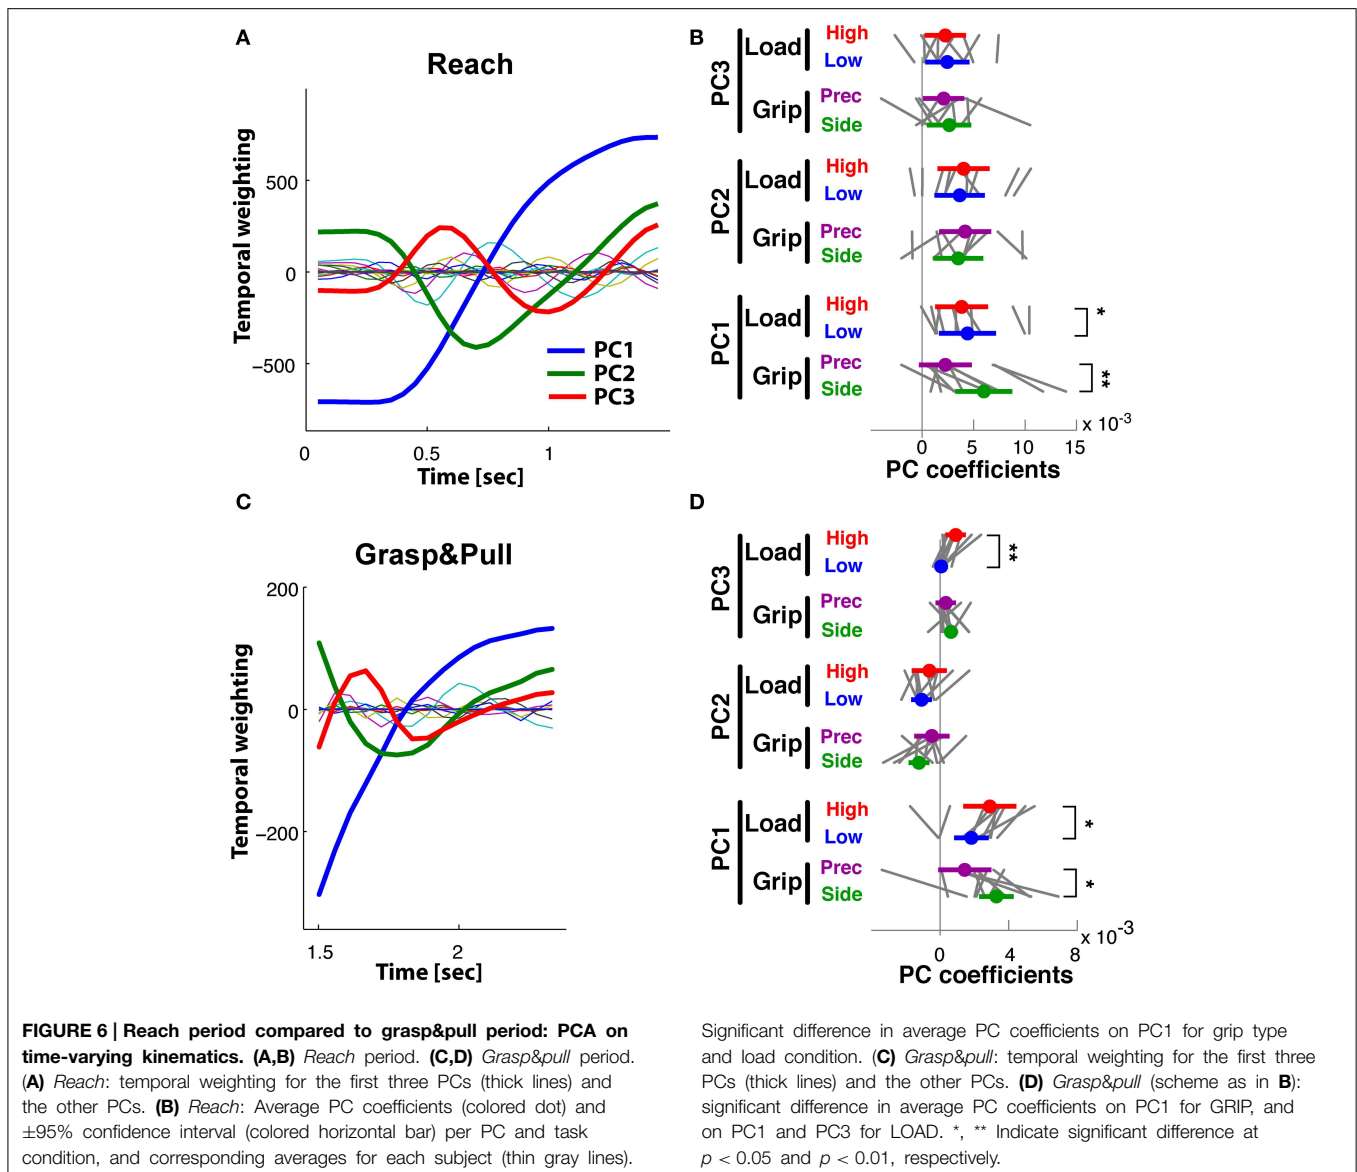 A
Reach
Temporal weighting
500
0
−500
PC1
PC2
PC3
0
0.5
1
Time [sec]
B
PC3
Load
High
Low
Grip
Prec
Side
PC2
Load
High
Low
Grip
Prec
Side
PC1
Load
High
Low
*
Grip
Prec
Side
**
x 10-3
0
5
10
15
PC coefficients
C
Grasp&Pull
Temporal weighting
200
0
−200
1.5
2
Time [sec]
D
PC3
Load
High
Low
**
Grip
Prec
Side
PC2
Load
High
Low
Grip
Prec
Side
PC1
Load
High
Low
*
Grip
Prec
Side
*
x 10-3
0
4
8
PC coefficients
FIGURE 6 | Reach period compared to grasp&pull period: PCA on
time-varying kinematics. (A,B) Reach period. (C,D) Grasp&pull period.
(A) Reach: temporal weighting for the first three PCs (thick lines) and
the other PCs. (B) Reach: Average PC coefficients (colored dot) and
±95% confidence interval (colored horizontal bar) per PC and task
condition, and corresponding averages for each subject (thin gray lines).
Significant difference in average PC coefficients on PC1 for grip type
and load condition. (C) Grasp&pull: temporal weighting for the first three
PCs (thick lines) and the other PCs. (D) Grasp&pull (scheme as in B):
significant difference in average PC coefficients on PC1 for GRIP, and
on PC1 and PC3 for LOAD. *, ** Indicate significant difference at
p < 0.05 and p < 0.01, respectively.